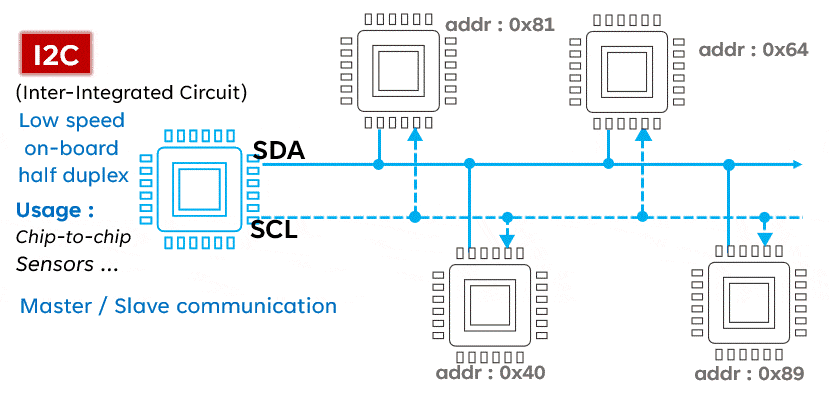 I2C
(Inter-Integrated Circuit)
Low speed
on-board
half duplex
Usage :
Chip-to-chip
Sensors ...
Master / Slave communication
SDA
SCL
addr : 0x81
addr : 0x64
addr : 0x40
addr : 0x89